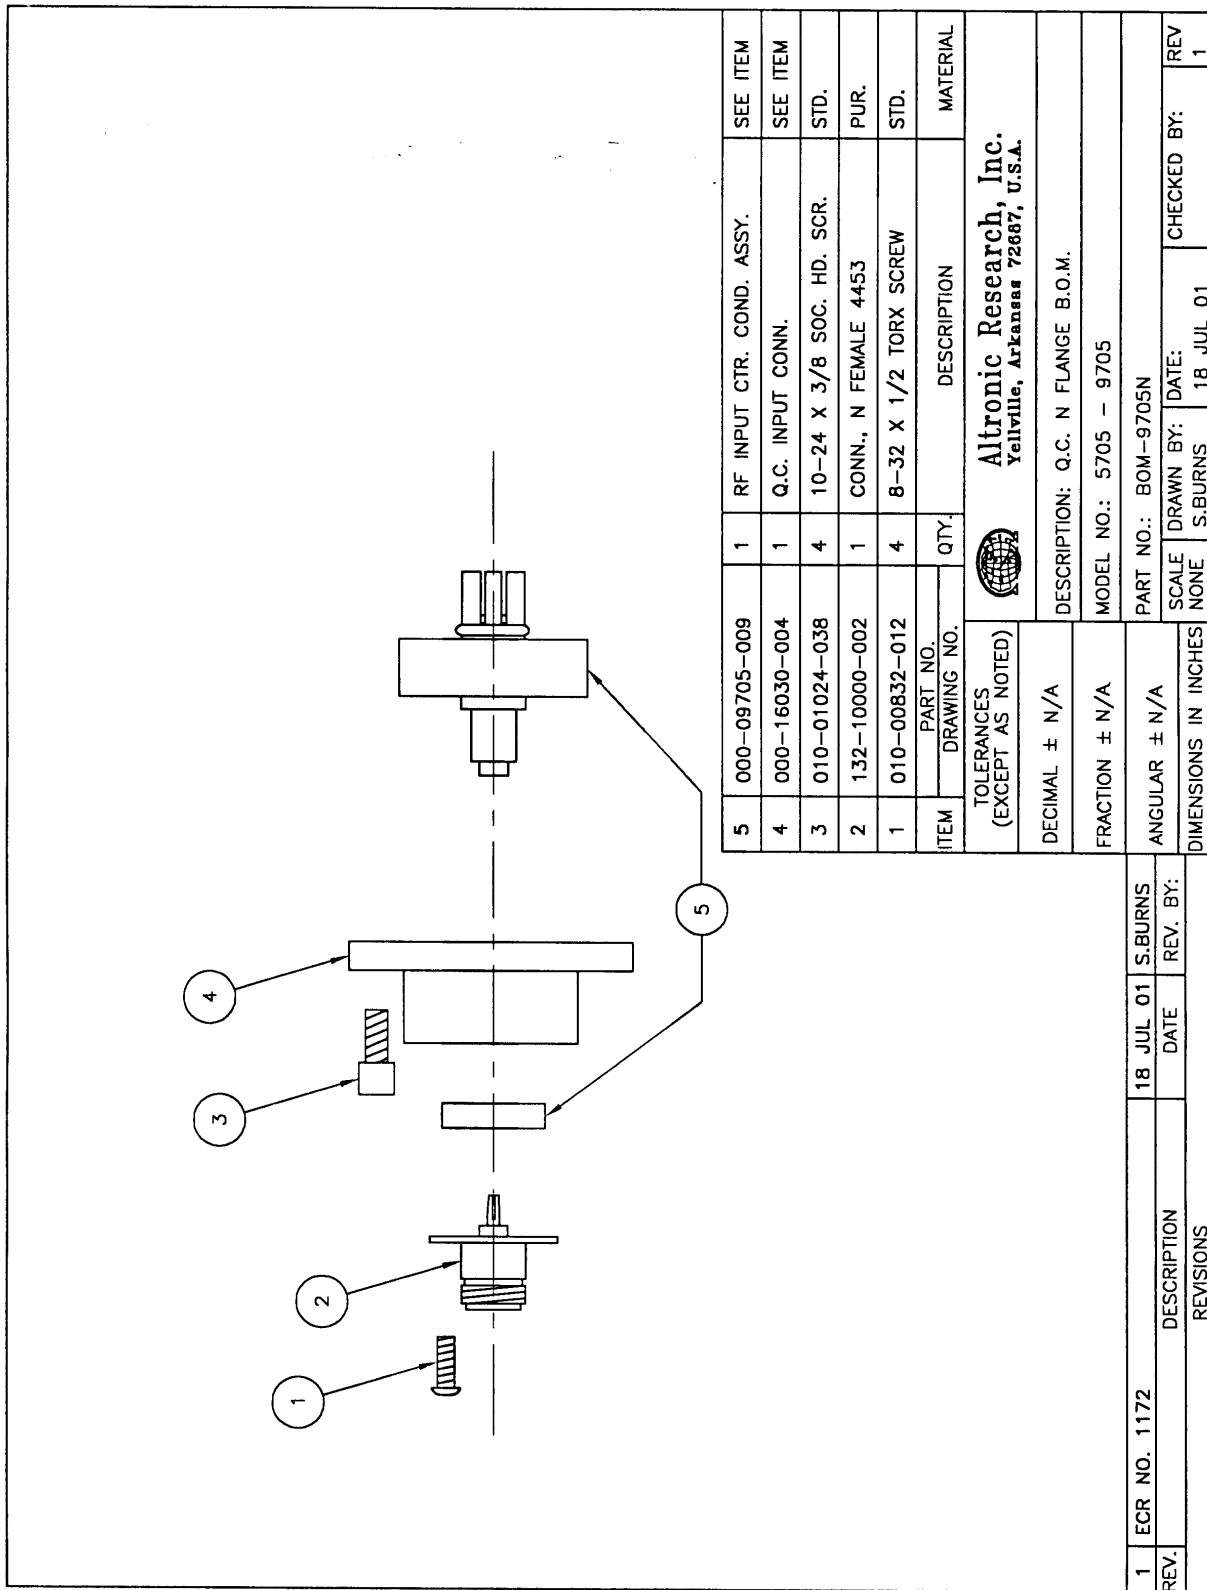 1
2
3
4
5
5 000-09705-009 1 RF INPUT CTR. COND. ASSY. SEE ITEM
4 000-16030-004 1 Q.C. INPUT CONN. SEE ITEM
3 010-01024-038 4 10-24 X 3/8 SOC. HD. SCR. STD.
2 132-10000-002 1 CONN., N FEMALE 4453 PUR.
1 010-00832-012 4 8-32 X 1/2 TORX SCREW STD.
ITEM PART NO. DRAWING NO. QTY. DESCRIPTION MATERIAL
TOLERANCES
(EXCEPT AS NOTED)
DECIMAL ± N/A
FRACTION ± N/A
ANGULAR ± N/A
DIMENSIONS IN INCHES
Altronic Research, Inc.
Yellville, Arkansas 72687, U.S.A.
DESCRIPTION: Q.C. N FLANGE B.O.M.
MODEL NO.: 5705 - 9705
PART NO.: BOM-9705N
SCALE NONE
DRAWN BY: S.BURNS
DATE: 18 JUL 01
CHECKED BY:
REV 1
1 ECR NO. 1172 18 JUL 01 S.BURNS
REV. DESCRIPTION DATE REV. BY:
REVISIONS